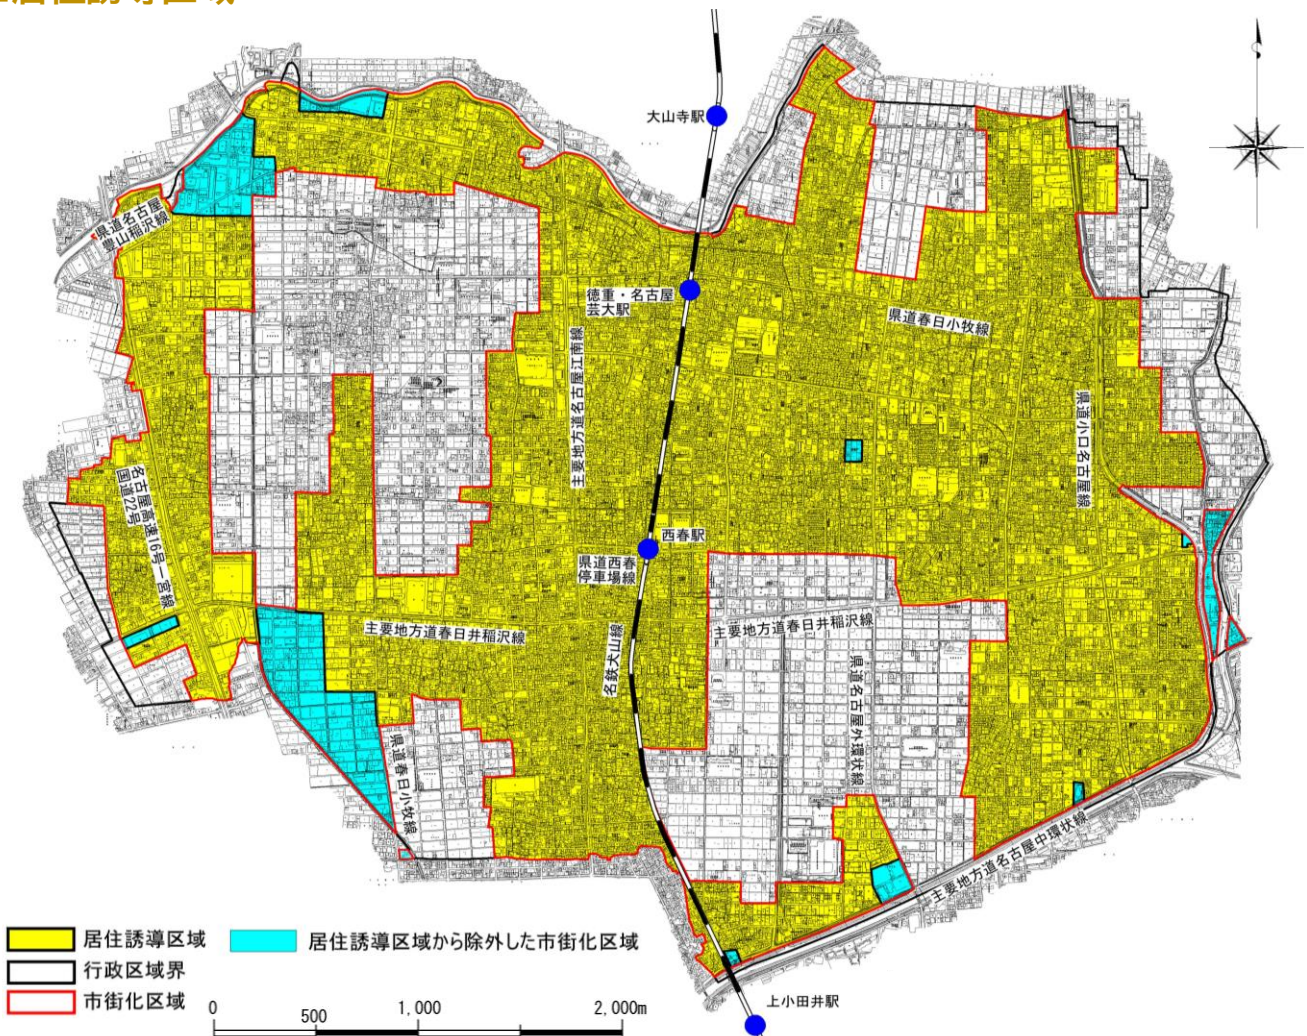 居住誘導区域
大山寺駅
県道名古屋
豊山稲沢線
徳重・名古屋
芸大駅
県道春日小牧線
主要地方道名古屋江南線
県道小口名古屋線
名古屋高速16号一宮線
国道22号
西春駅
県道西春
停車場線
主要地方道春日井稲沢線
主要地方道春日井稲沢線
名鉄犬山線
県道名古屋外環状線
県道春日小牧線
主要地方道名古屋中環状線
上小田井駅
居住誘導区域
居住誘導区域から除外した市街化区域
行政区域界
市街化区域
0 500 1,000 2,000m